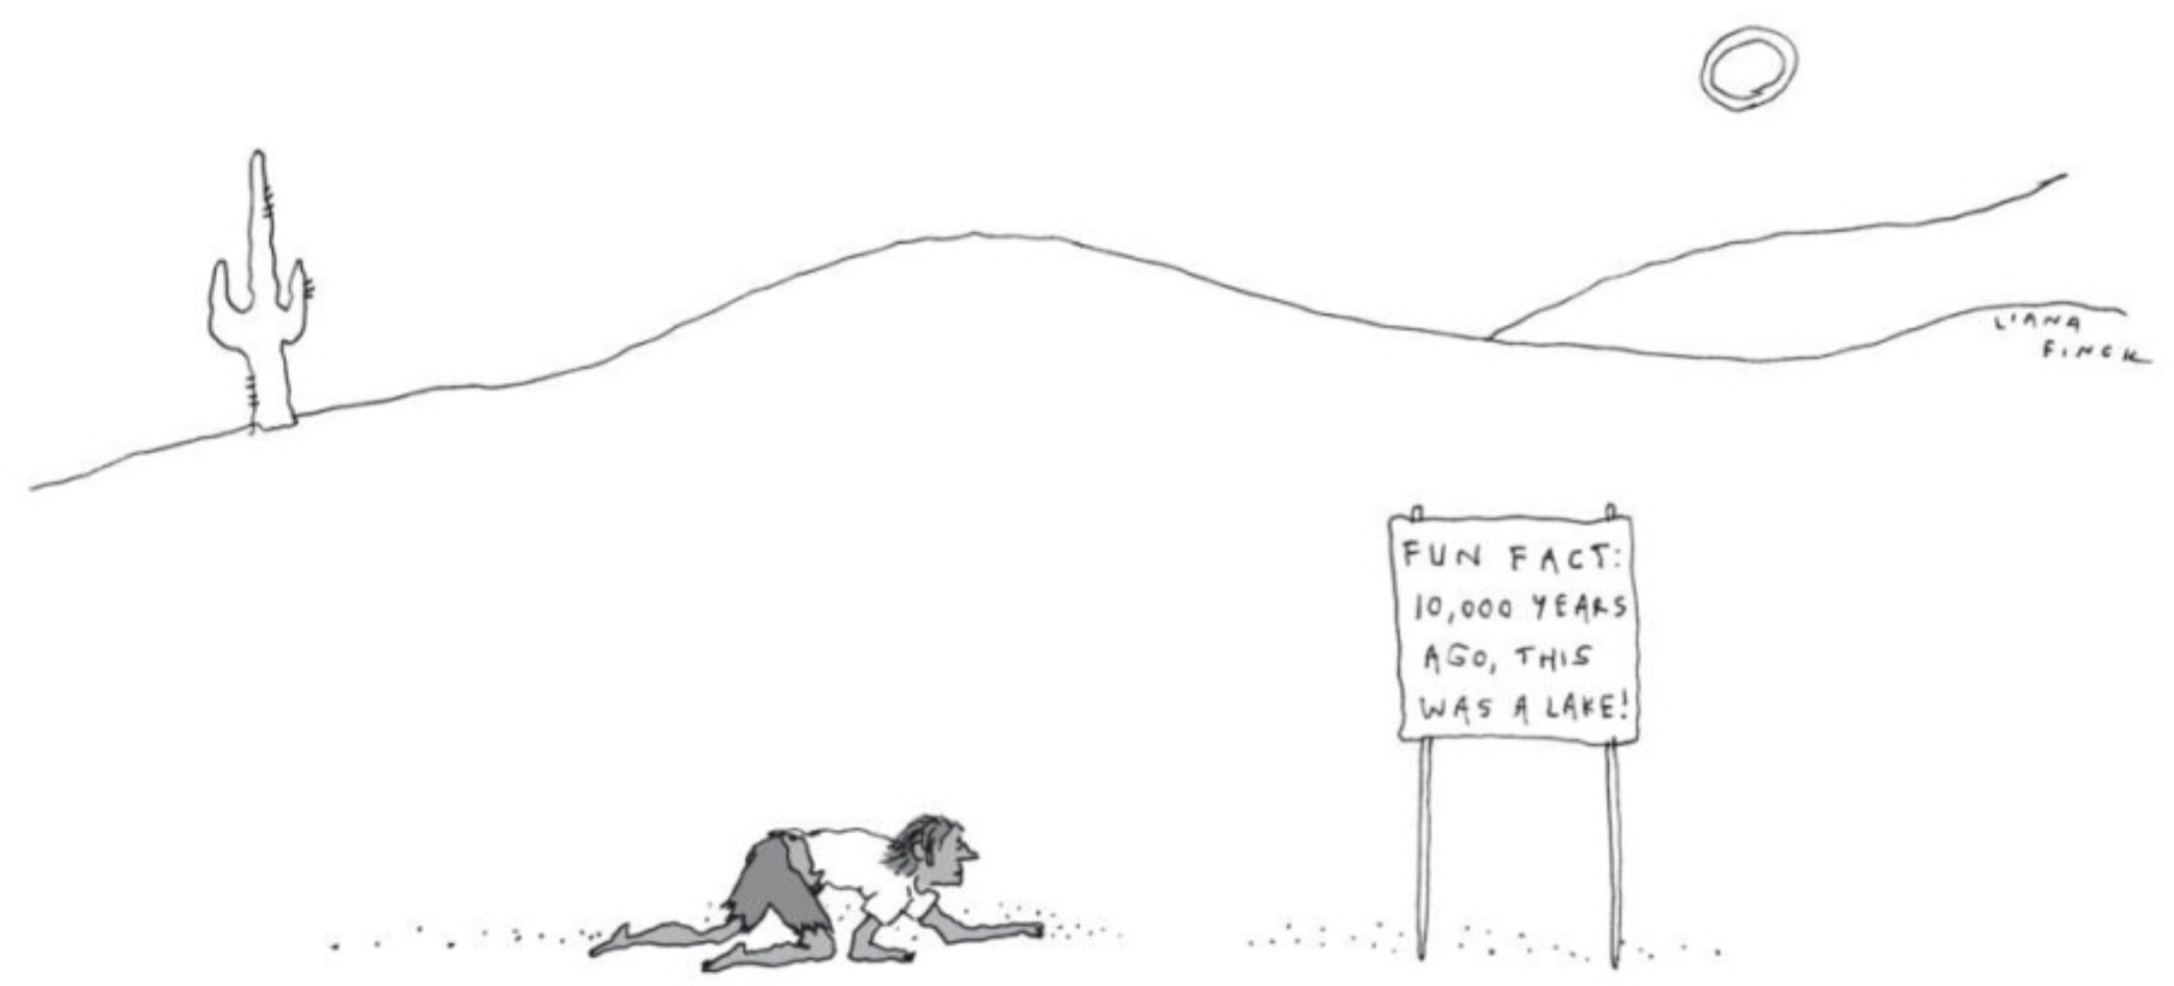 LIANA
FINCK
FUN FACT:
10,000 YEARS
AGO, THIS
WAS A LAKE!